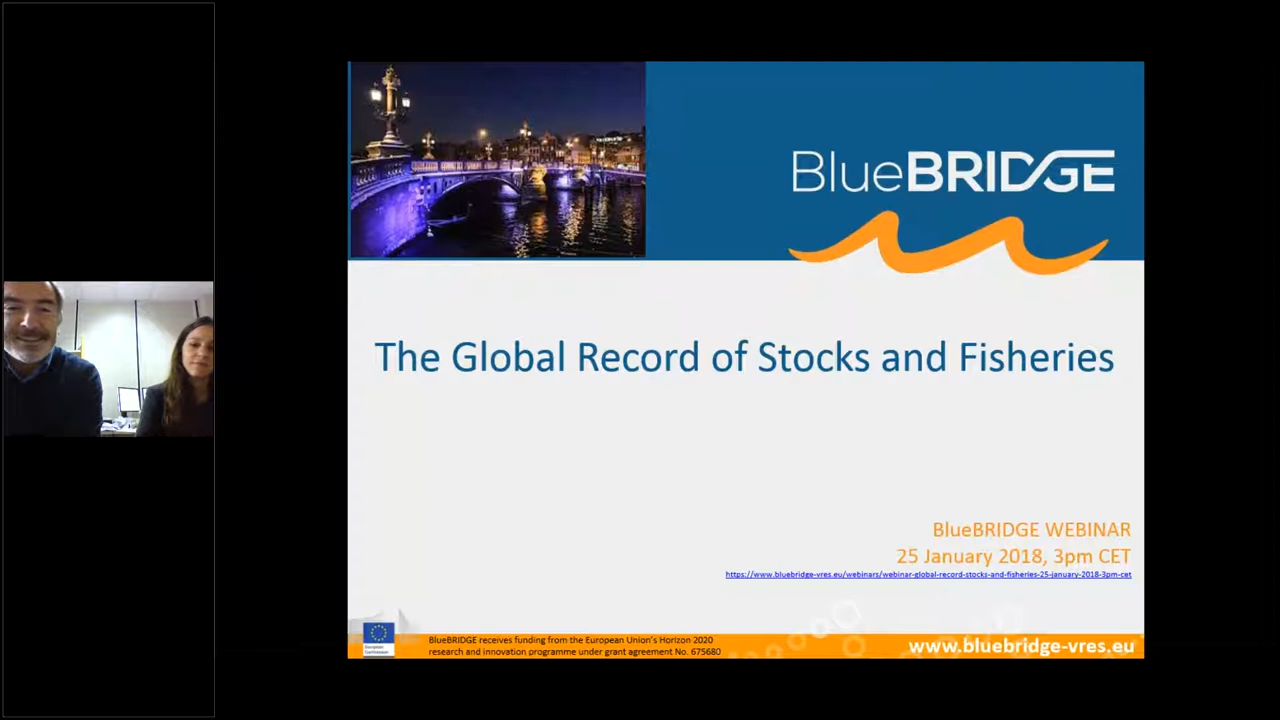 BlueBRIDGE
The Global Record of Stocks and Fisheries
BlueBRIDGE WEBINAR
25 January 2018, 3pm CET
https://www.bluebridge-vres.eu/webinars/webinar-global-record-stocks-and-fisheries-25-january-2018-3pm-cet
European
Commission
BlueBRIDGE receives funding from the European Union's Horizon 2020
research and innovation programme under grant agreement No. 675680
www.bluebridge-vres.eu